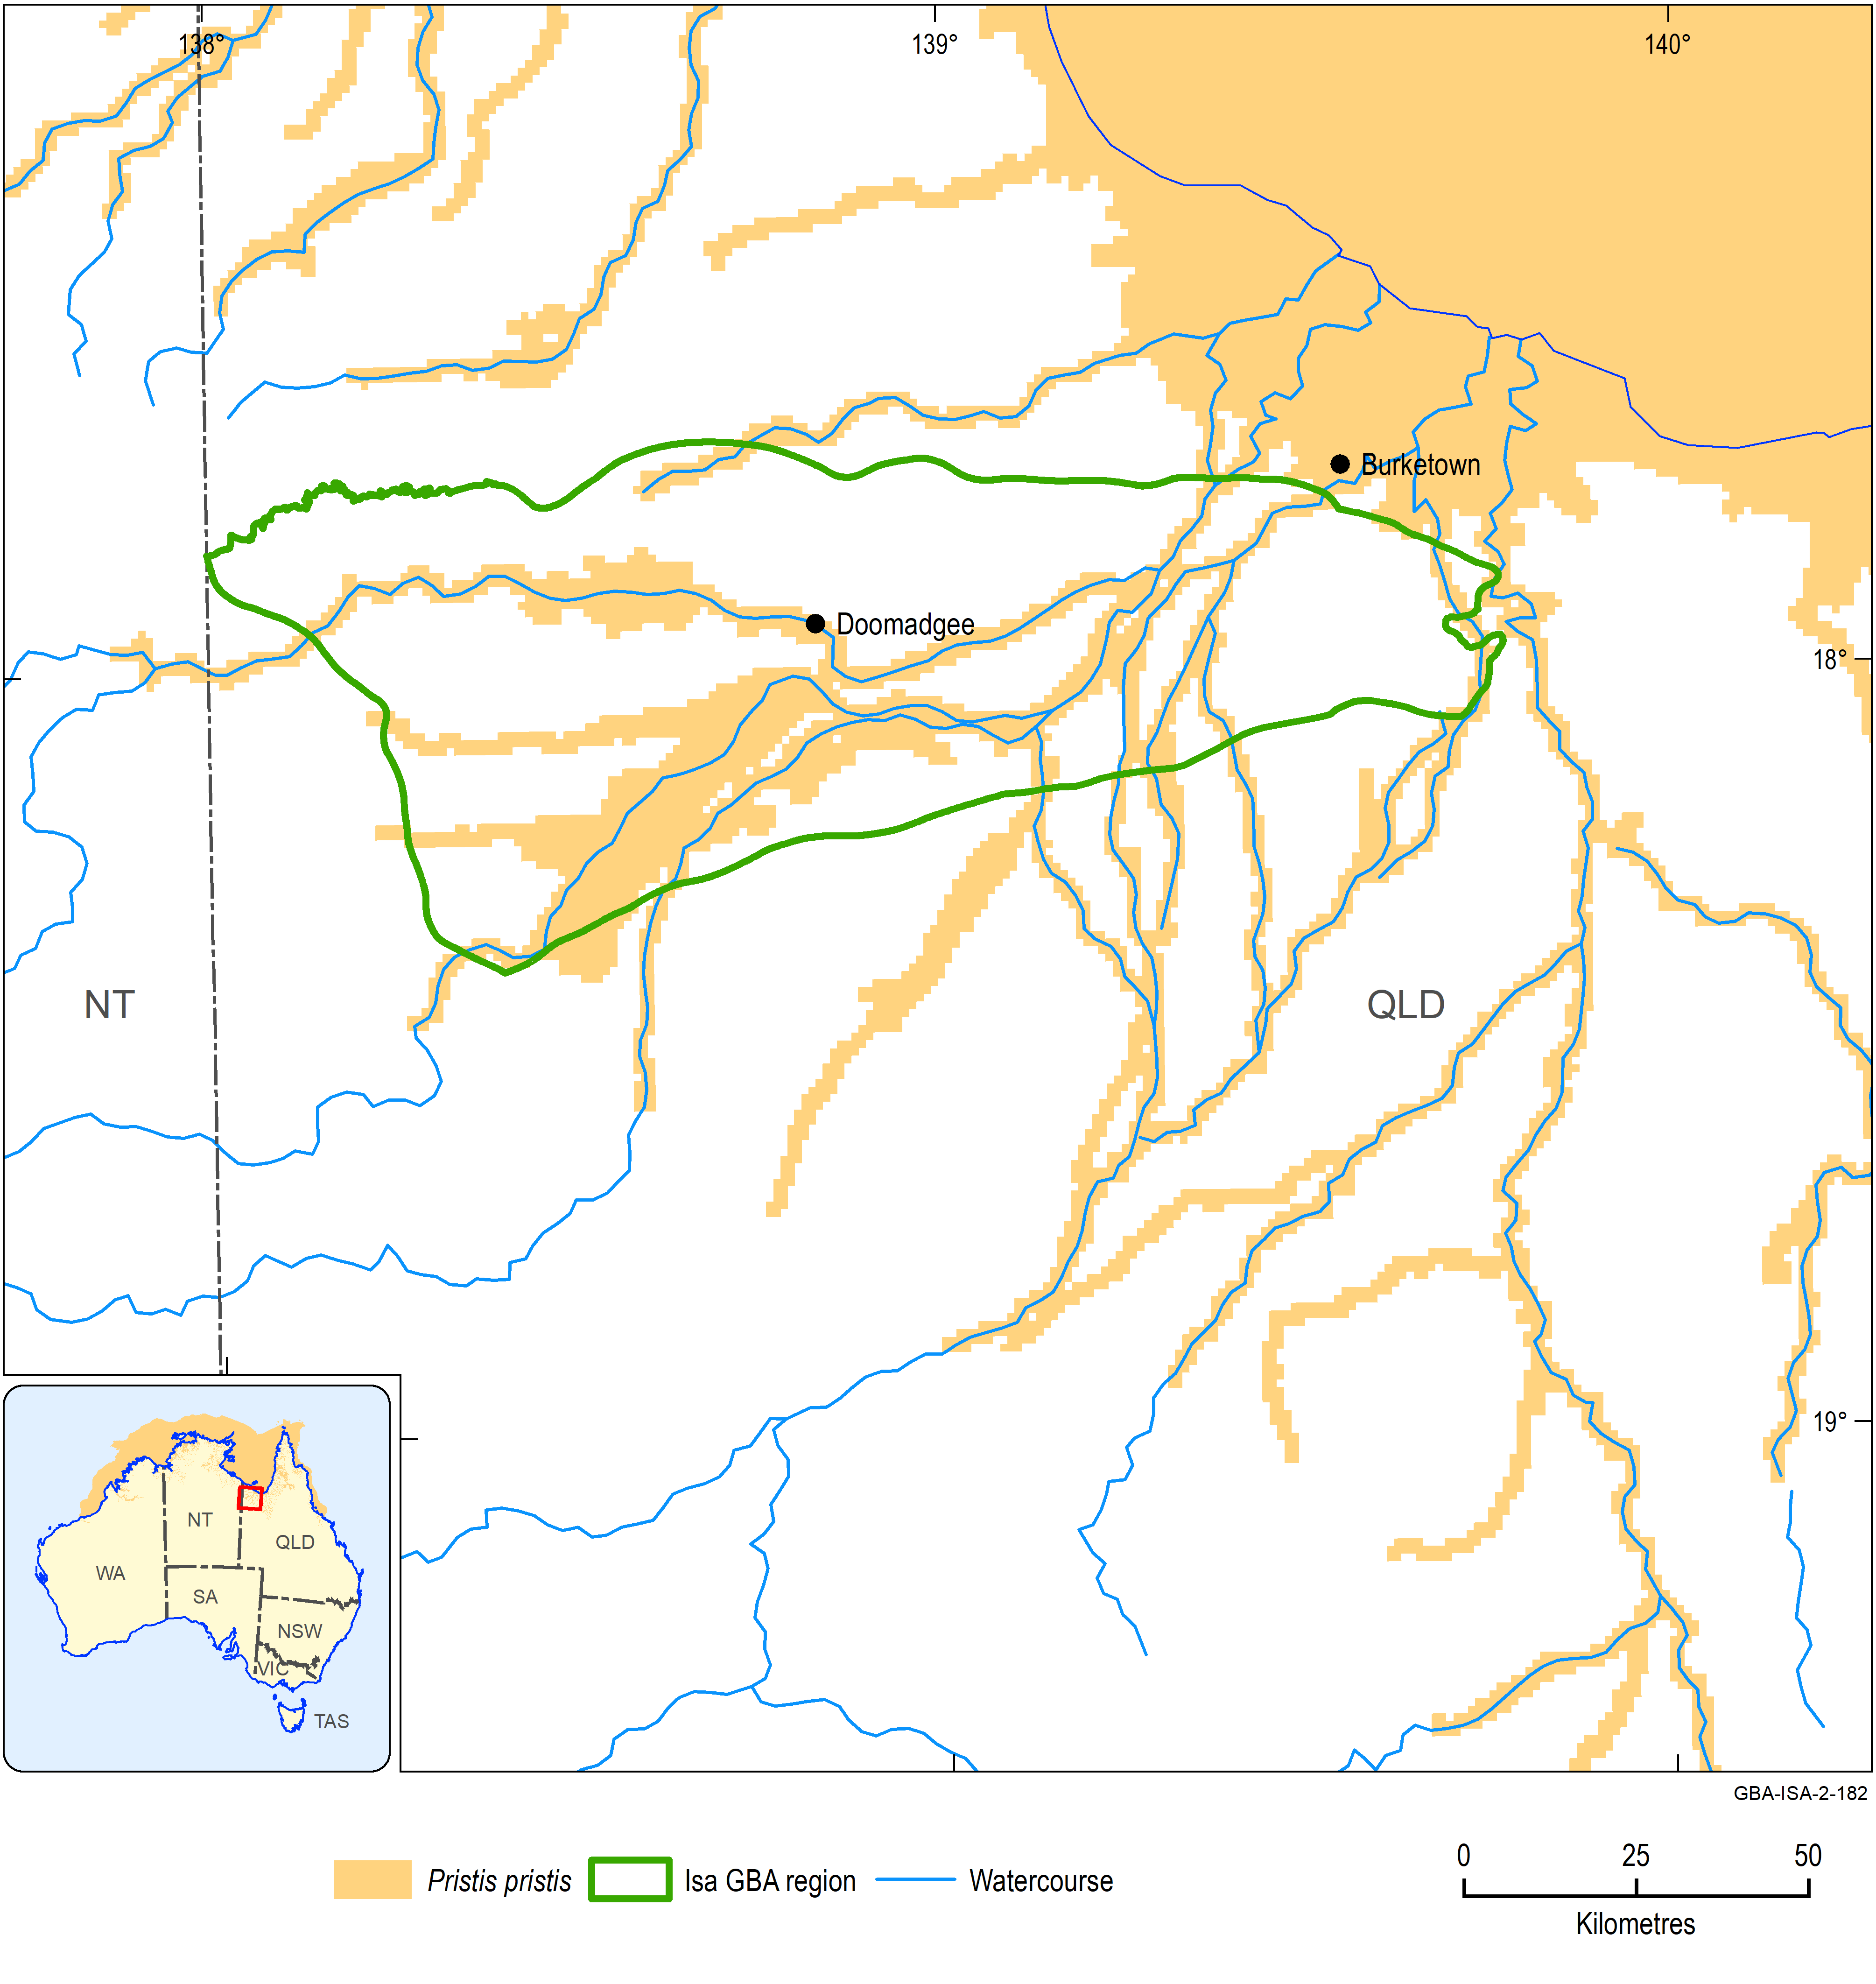 138°
139°
140°
Burketown
Doomadgee
18°
NT
QLD
19°
NT
QLD
WA
SA
NSW
VIC
TAS
GBA-ISA-2-182
Pristis pristis
Isa GBA region
Watercourse
0 25 50
Kilometres